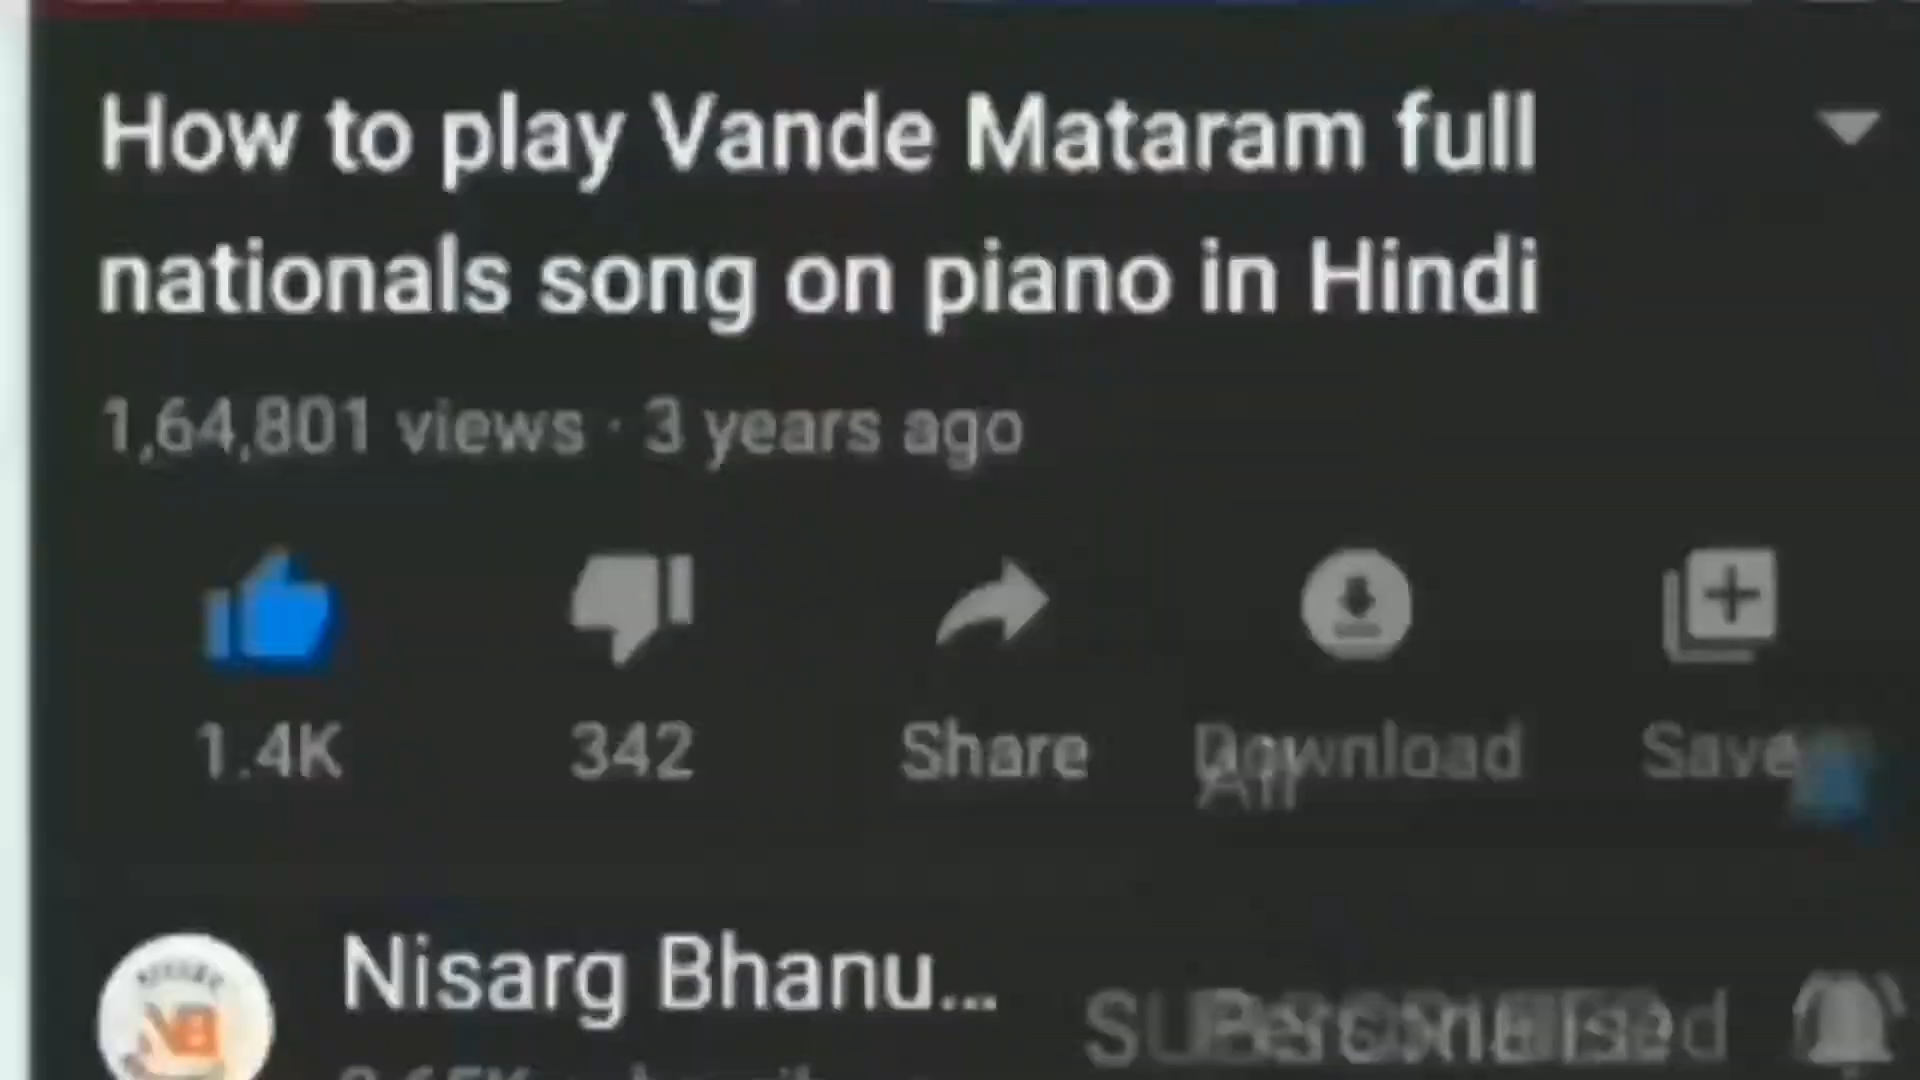 How to play Vande Mataram full
nationals song on piano in Hindi
1,64,801 views · 3 years ago
1.4K
342
Share
Download
Save
All
Nisarg Bhanu...
SUBSCRIBED
Personalised